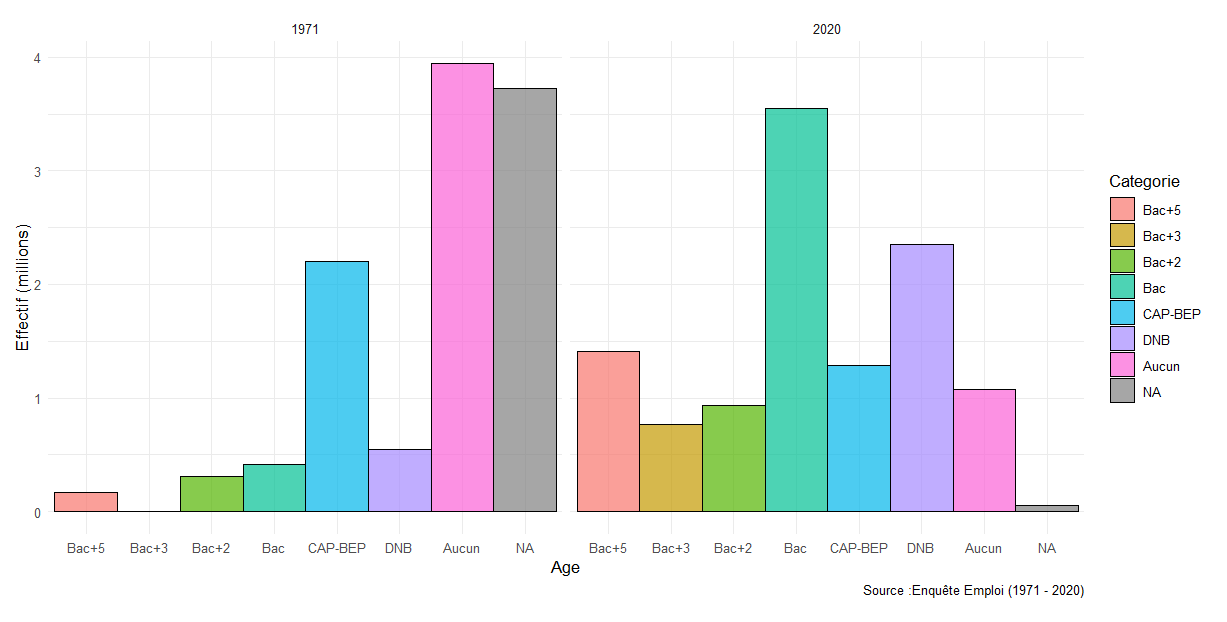 1971
2020
Effectif (millions)
4
3
2
1
0
Bac+5 Bac+3 Bac+2 Bac CAP-BEP DNB Aucun NA
Bac+5 Bac+3 Bac+2 Bac CAP-BEP DNB Aucun NA
Age
Categorie
Bac+5
Bac+3
Bac+2
Bac
CAP-BEP
DNB
Aucun
NA
Source :Enquête Emploi (1971 - 2020)